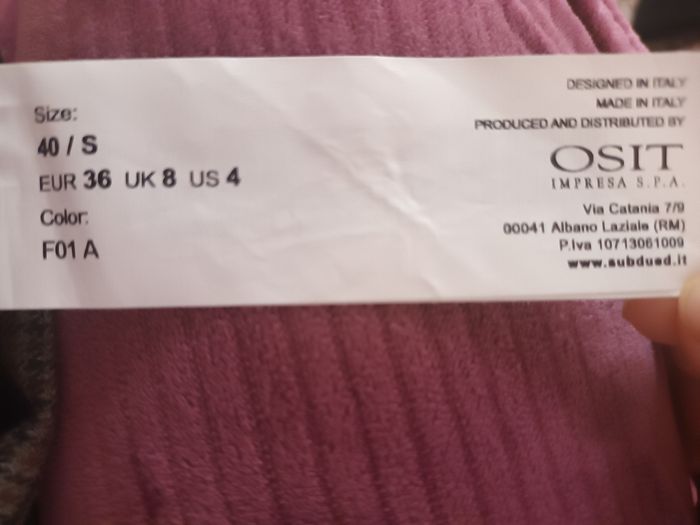 Size:
40 / S
EUR 36 UK 8 US 4
Color:
F01 A
DESIGNED IN ITALY
MADE IN ITALY
PRODUCED AND DISTRIBUTED BY
OSIT
IMPRESA S.P.A.
Via Catania 7/9
00041 Albano Laziale (RM)
P.Iva 10713061009
www.subdued.it